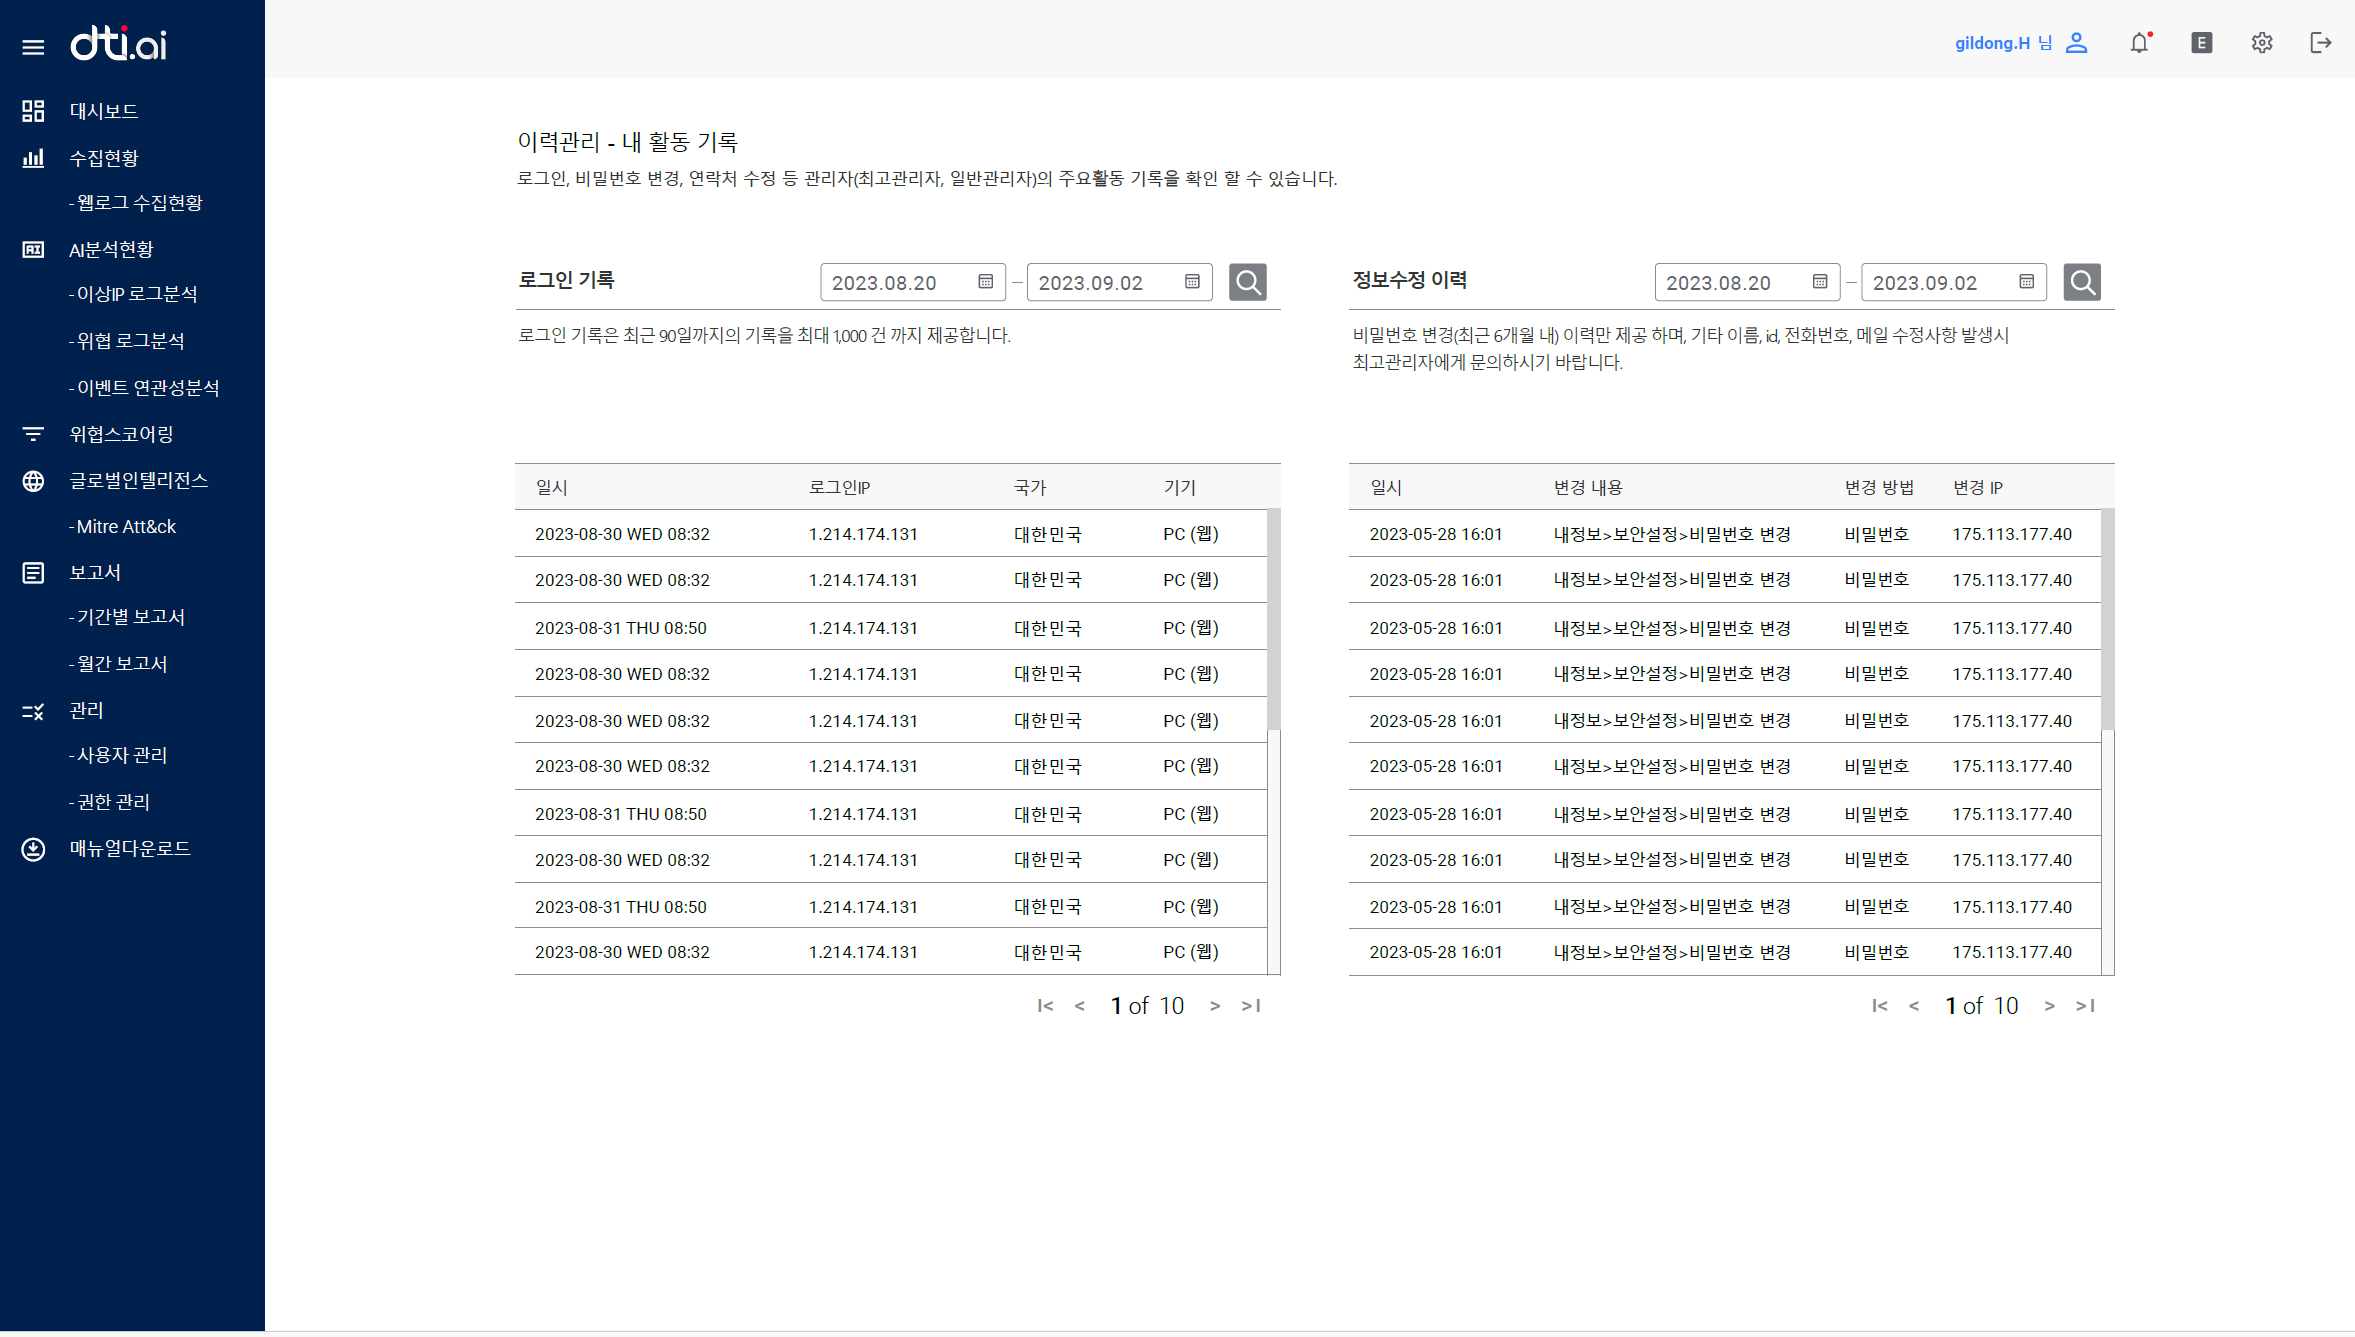 dti.ai
gildong.H 님
E
대시보드
수집현황
-웹로그 수집현황
AI
AI분석현황
-이상IP 로그분석
-위협 로그분석
-이벤트 연관성분석
위협스코어링
글로벌인텔리전스
-Mitre Att&ck
보고서
-기간별 보고서
-월간 보고서
관리
-사용자 관리
-권한 관리
매뉴얼다운로드
이력관리 - 내 활동 기록
로그인, 비밀번호 변경, 연락처 수정 등 관리자(최고관리자, 일반관리자)의 주요활동 기록을 확인 할 수 있습니다.
로그인 기록 2023.08.20 – 2023.09.02
로그인 기록은 최근 90일까지의 기록을 최대 1,000 건 까지 제공합니다.
일시 로그인IP 국가 기기
2023-08-30 WED 08:32 1.214.174.131 대한민국 PC (웹)
2023-08-30 WED 08:32 1.214.174.131 대한민국 PC (웹)
2023-08-31 THU 08:50 1.214.174.131 대한민국 PC (웹)
2023-08-30 WED 08:32 1.214.174.131 대한민국 PC (웹)
2023-08-30 WED 08:32 1.214.174.131 대한민국 PC (웹)
2023-08-30 WED 08:32 1.214.174.131 대한민국 PC (웹)
2023-08-31 THU 08:50 1.214.174.131 대한민국 PC (웹)
2023-08-30 WED 08:32 1.214.174.131 대한민국 PC (웹)
2023-08-31 THU 08:50 1.214.174.131 대한민국 PC (웹)
2023-08-30 WED 08:32 1.214.174.131 대한민국 PC (웹)
I< < 1 of 10 > >I
정보수정 이력 2023.08.20 – 2023.09.02
비밀번호 변경(최근 6개월 내) 이력만 제공 하며, 기타 이름, id, 전화번호, 메일 수정사항 발생시
최고관리자에게 문의하시기 바랍니다.
일시 변경 내용 변경 방법 변경 IP
2023-05-28 16:01 내정보>보안설정>비밀번호 변경 비밀번호 175.113.177.40
2023-05-28 16:01 내정보>보안설정>비밀번호 변경 비밀번호 175.113.177.40
2023-05-28 16:01 내정보>보안설정>비밀번호 변경 비밀번호 175.113.177.40
2023-05-28 16:01 내정보>보안설정>비밀번호 변경 비밀번호 175.113.177.40
2023-05-28 16:01 내정보>보안설정>비밀번호 변경 비밀번호 175.113.177.40
2023-05-28 16:01 내정보>보안설정>비밀번호 변경 비밀번호 175.113.177.40
2023-05-28 16:01 내정보>보안설정>비밀번호 변경 비밀번호 175.113.177.40
2023-05-28 16:01 내정보>보안설정>비밀번호 변경 비밀번호 175.113.177.40
2023-05-28 16:01 내정보>보안설정>비밀번호 변경 비밀번호 175.113.177.40
2023-05-28 16:01 내정보>보안설정>비밀번호 변경 비밀번호 175.113.177.40
I< < 1 of 10 > >I